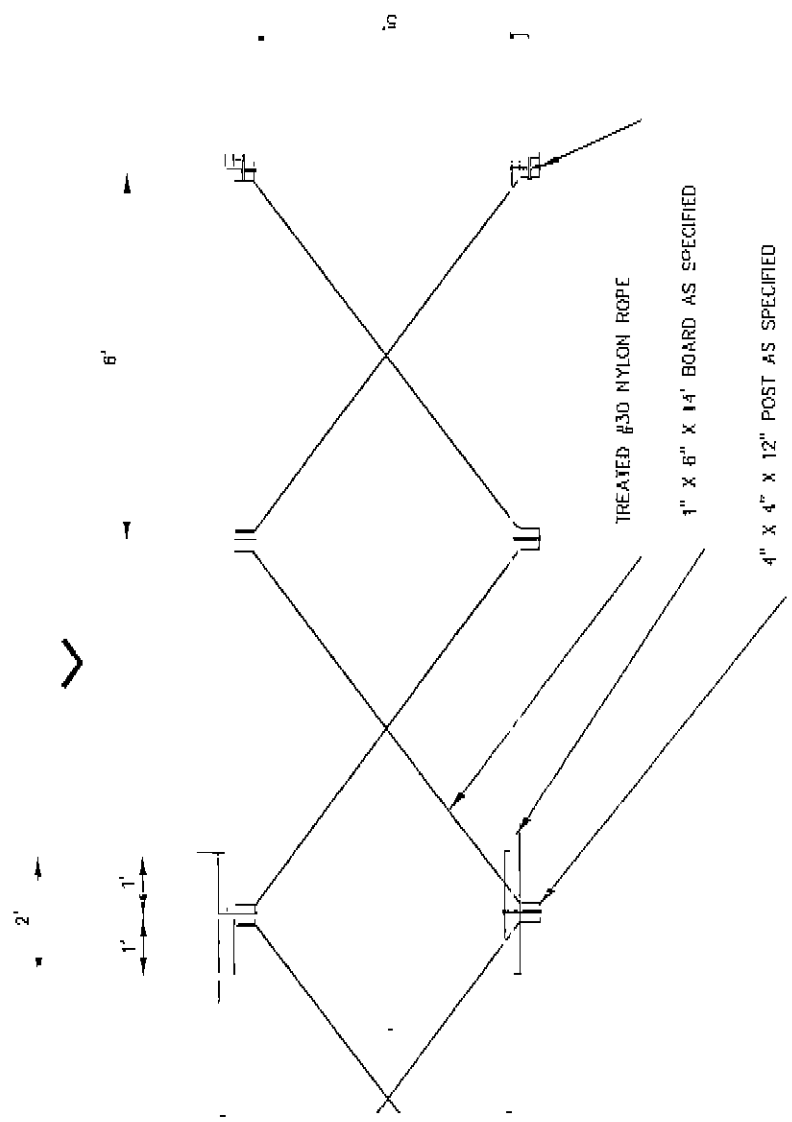 5'
6'
2'
1'
1'
TREATED #30 NYLON ROPE
1" X 6" X 14' BOARD AS SPECIFIED
4" X 4" X 12" POST AS SPECIFIED